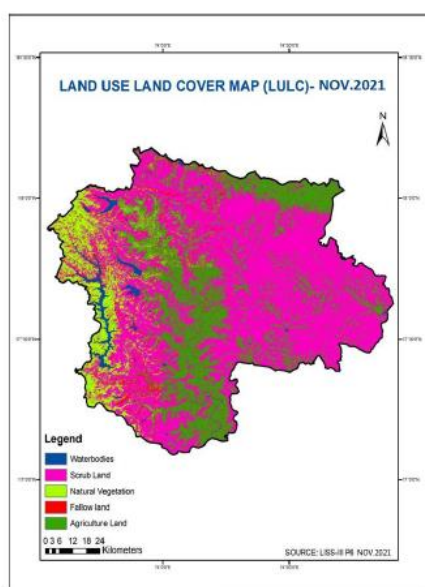 LAND USE LAND COVER MAP (LULC)- NOV.2021
N
Legend
Waterbodies
Scrub Land
Natural Vegetation
Fallow land
Agriculture Land
0 3 6 12 18 24
Kilometers
SOURCE: LISS-III P6 NOV.2021